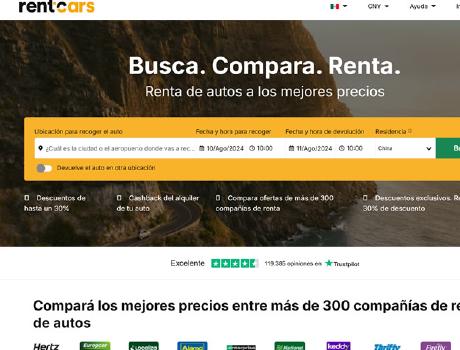 rentcars
CNY
Ayuda
Busca. Compara. Renta.
Renta de autos a los mejores precios
Ubicación para recoger el auto
Fecha y hora para recoger
Fecha y hora de devolución
Residencia
¿Cuál es la ciudad o el aeropuerto donde vas a rec...
10/Ago/2024
10:00
11/Ago/2024
10:00
China
Devuelve el auto en otra ubicación
Descuentos de
hasta un 30%
Cashback del alquiler
de tu auto
Compara ofertas de más de 300
compañías de renta
Descuentos exclusivos. Re
30% de descuento
Excelente
119.385 opiniones en
Trustpilot
Compará los mejores precios entre más de 300 compañías de re
de autos
Hertz
Europcar
Localiza
Alamo
National
keddy
Thrifty
Firefly